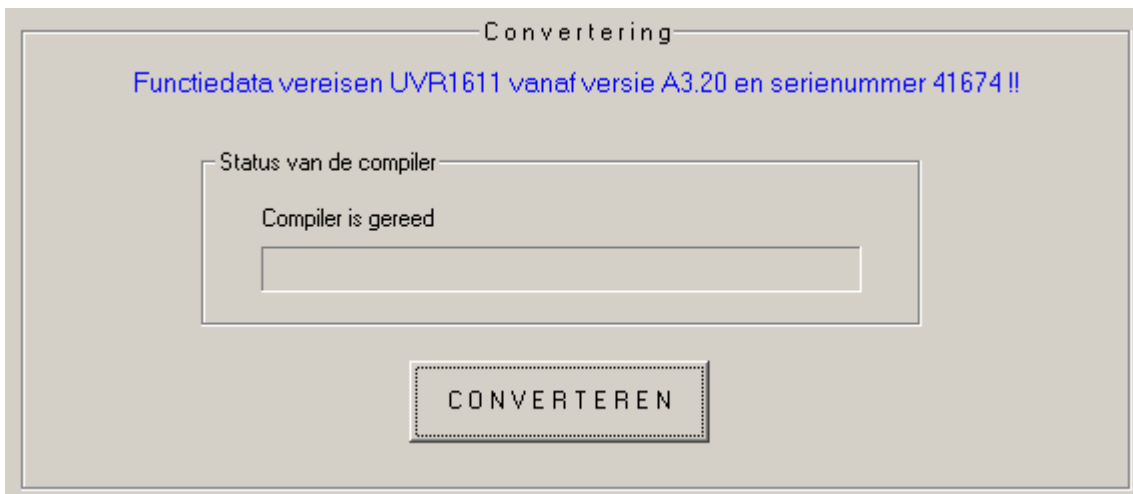 Convertering
Functiedata vereisen UVR1611 vanaf versie A3.20 en serienummer 41674 !!
Status van de compiler
Compiler is gereed
CONVERTEREN